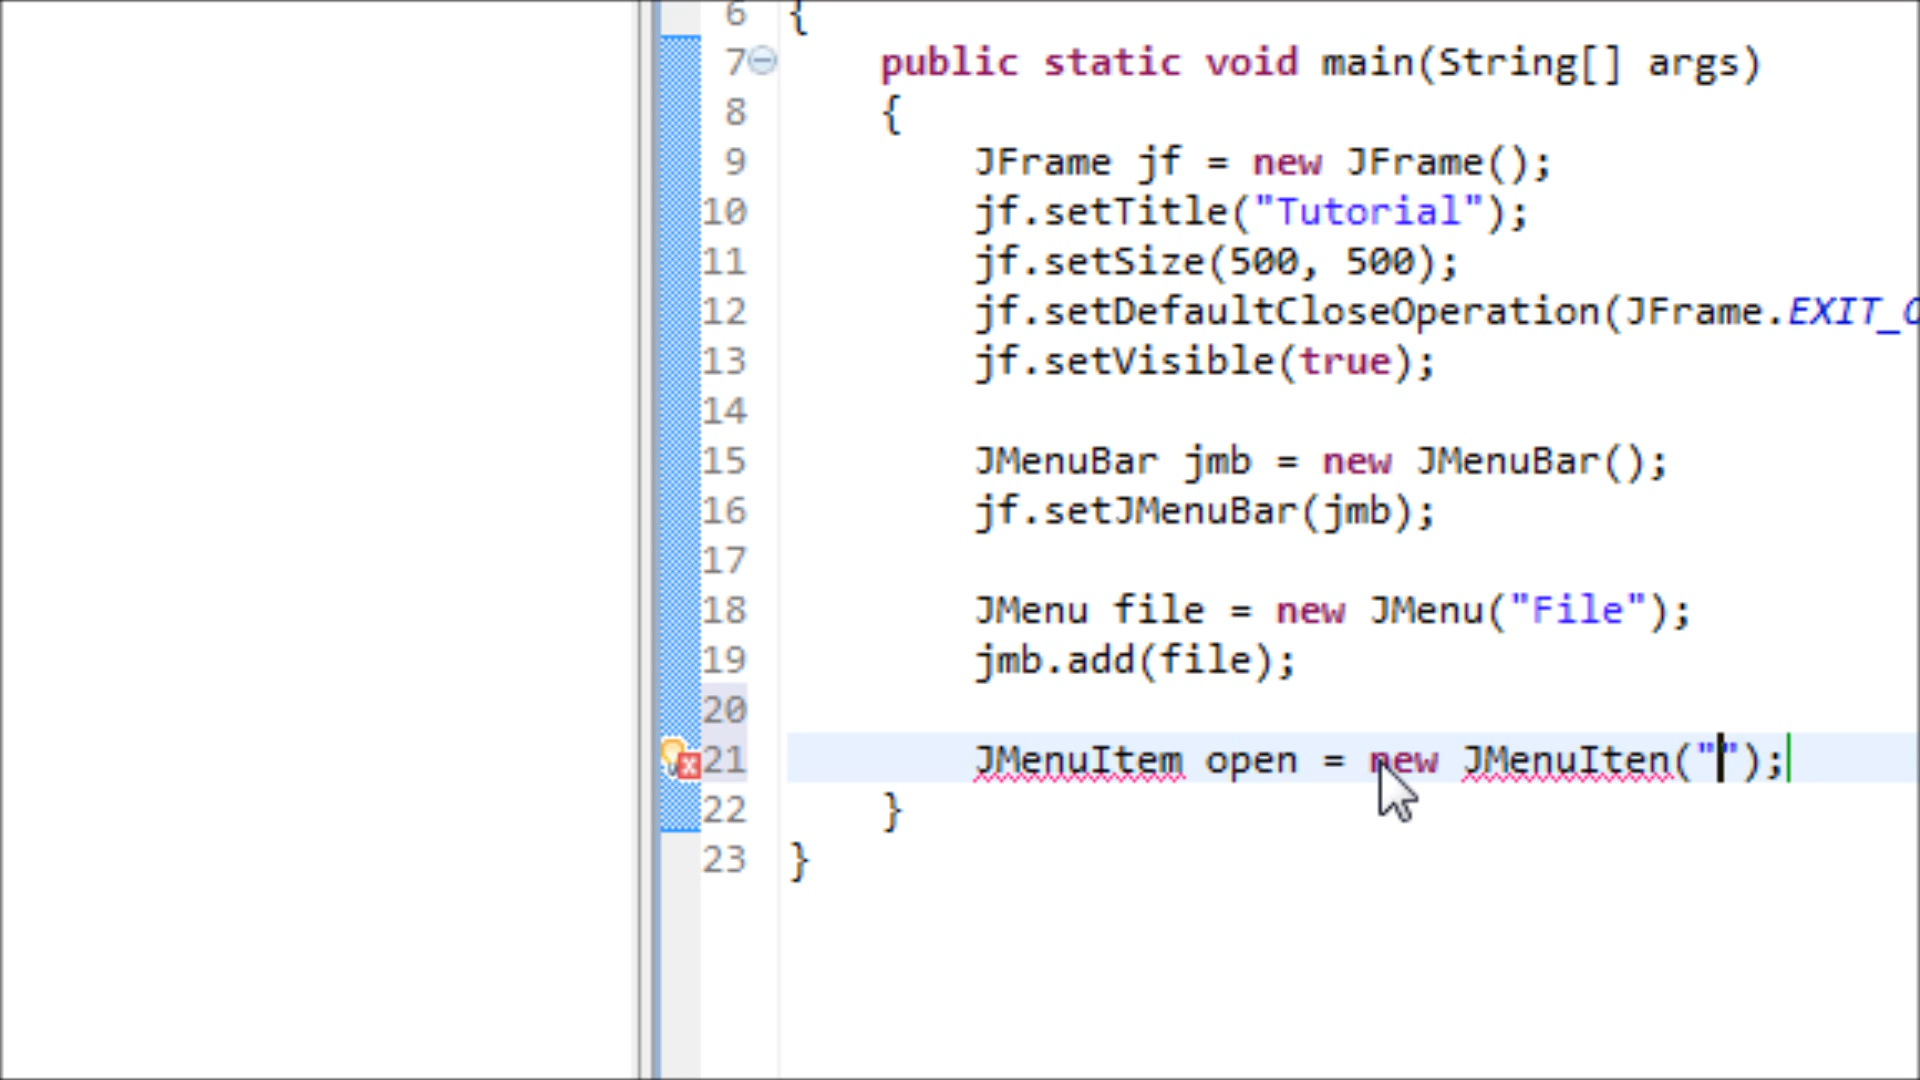 6 {
7 public static void main(String[] args)
8 {
9 JFrame jf = new JFrame();
10 jf.setTitle("Tutorial");
11 jf.setSize(500, 500);
12 jf.setDefaultCloseOperation(JFrame.EXIT_
13 jf.setVisible(true);
14
15 JMenuBar jmb = new JMenuBar();
16 jf.setJMenuBar(jmb);
17
18 JMenu file = new JMenu("File");
19 jmb.add(file);
20
21 JMenuItem open = new JMenuIten("");
22 }
23 }